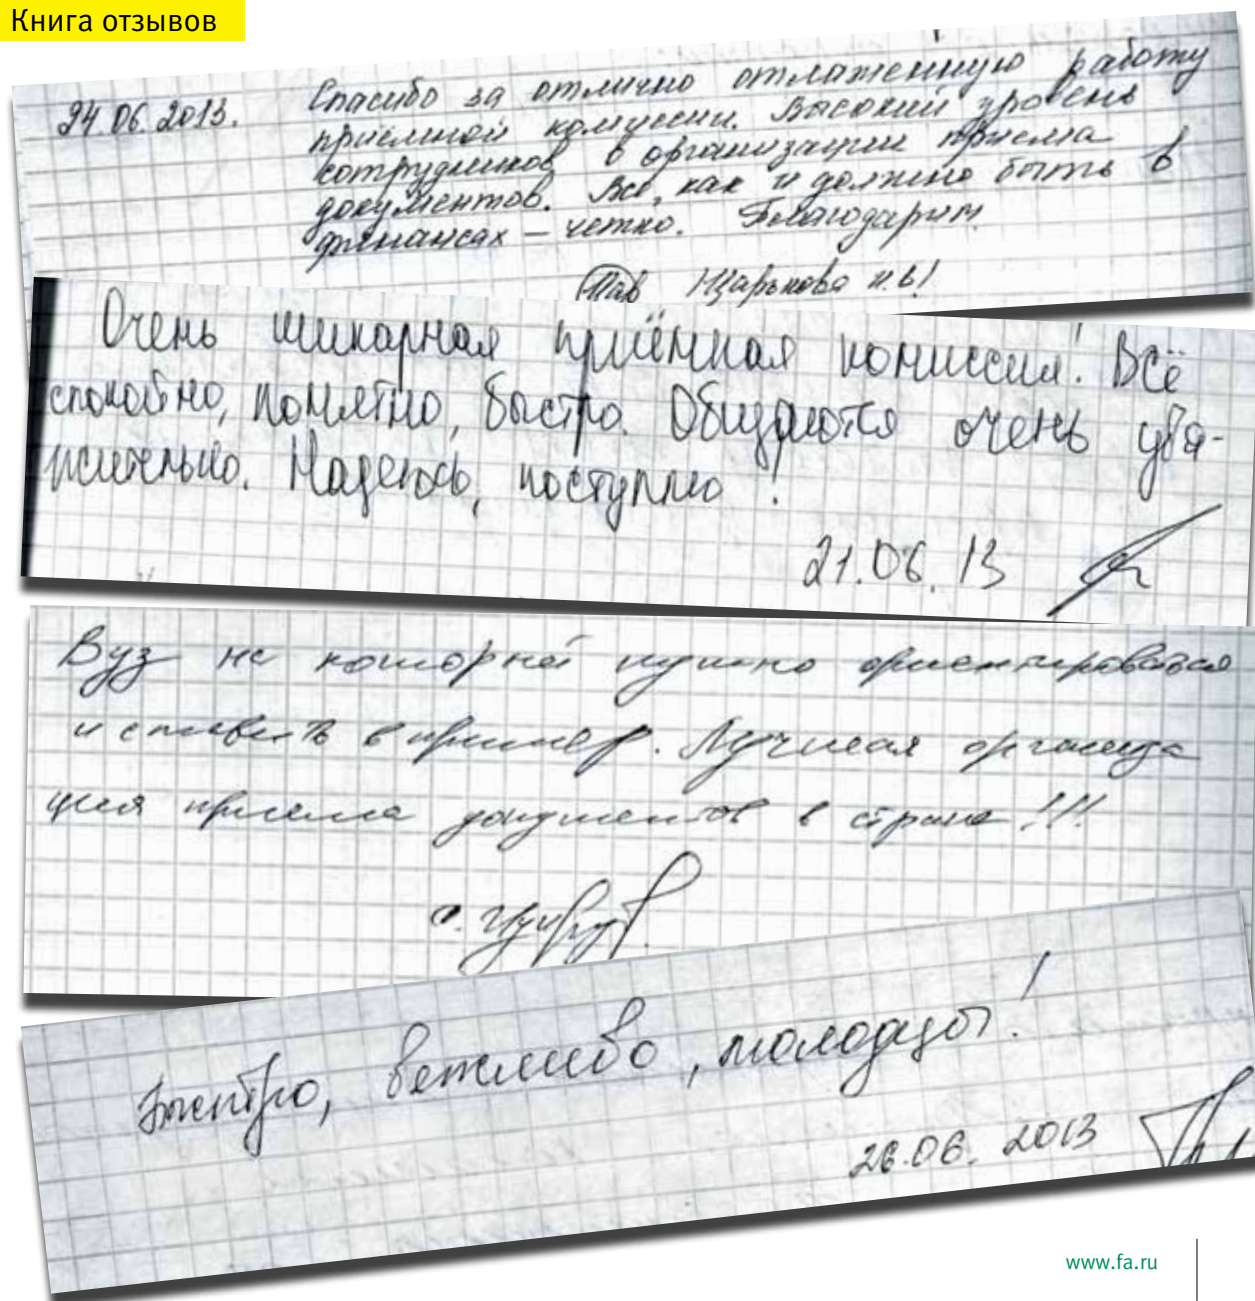 Книга отзывов
24.06.2013.
Спасибо за отлично отлаженную работу
приемной комиссии. Высокий уровень
сотрудников в организации приема
документов. Все, как и должно быть в
финансах – четко. Благодарим.
Царькова Н.В!
Очень шикарная приёмная комиссия! Всё
спокойно, понятно, быстро. Общаются очень ува-
жительно. Надеюсь, поступлю!
21.06.13
Вуз на который нужно ориентироваться
и ставить в пример. Лучшая организа
ция приема документов в стране!!!
Быстро, вежливо, молодцы!
26.06.2013
www.fa.ru